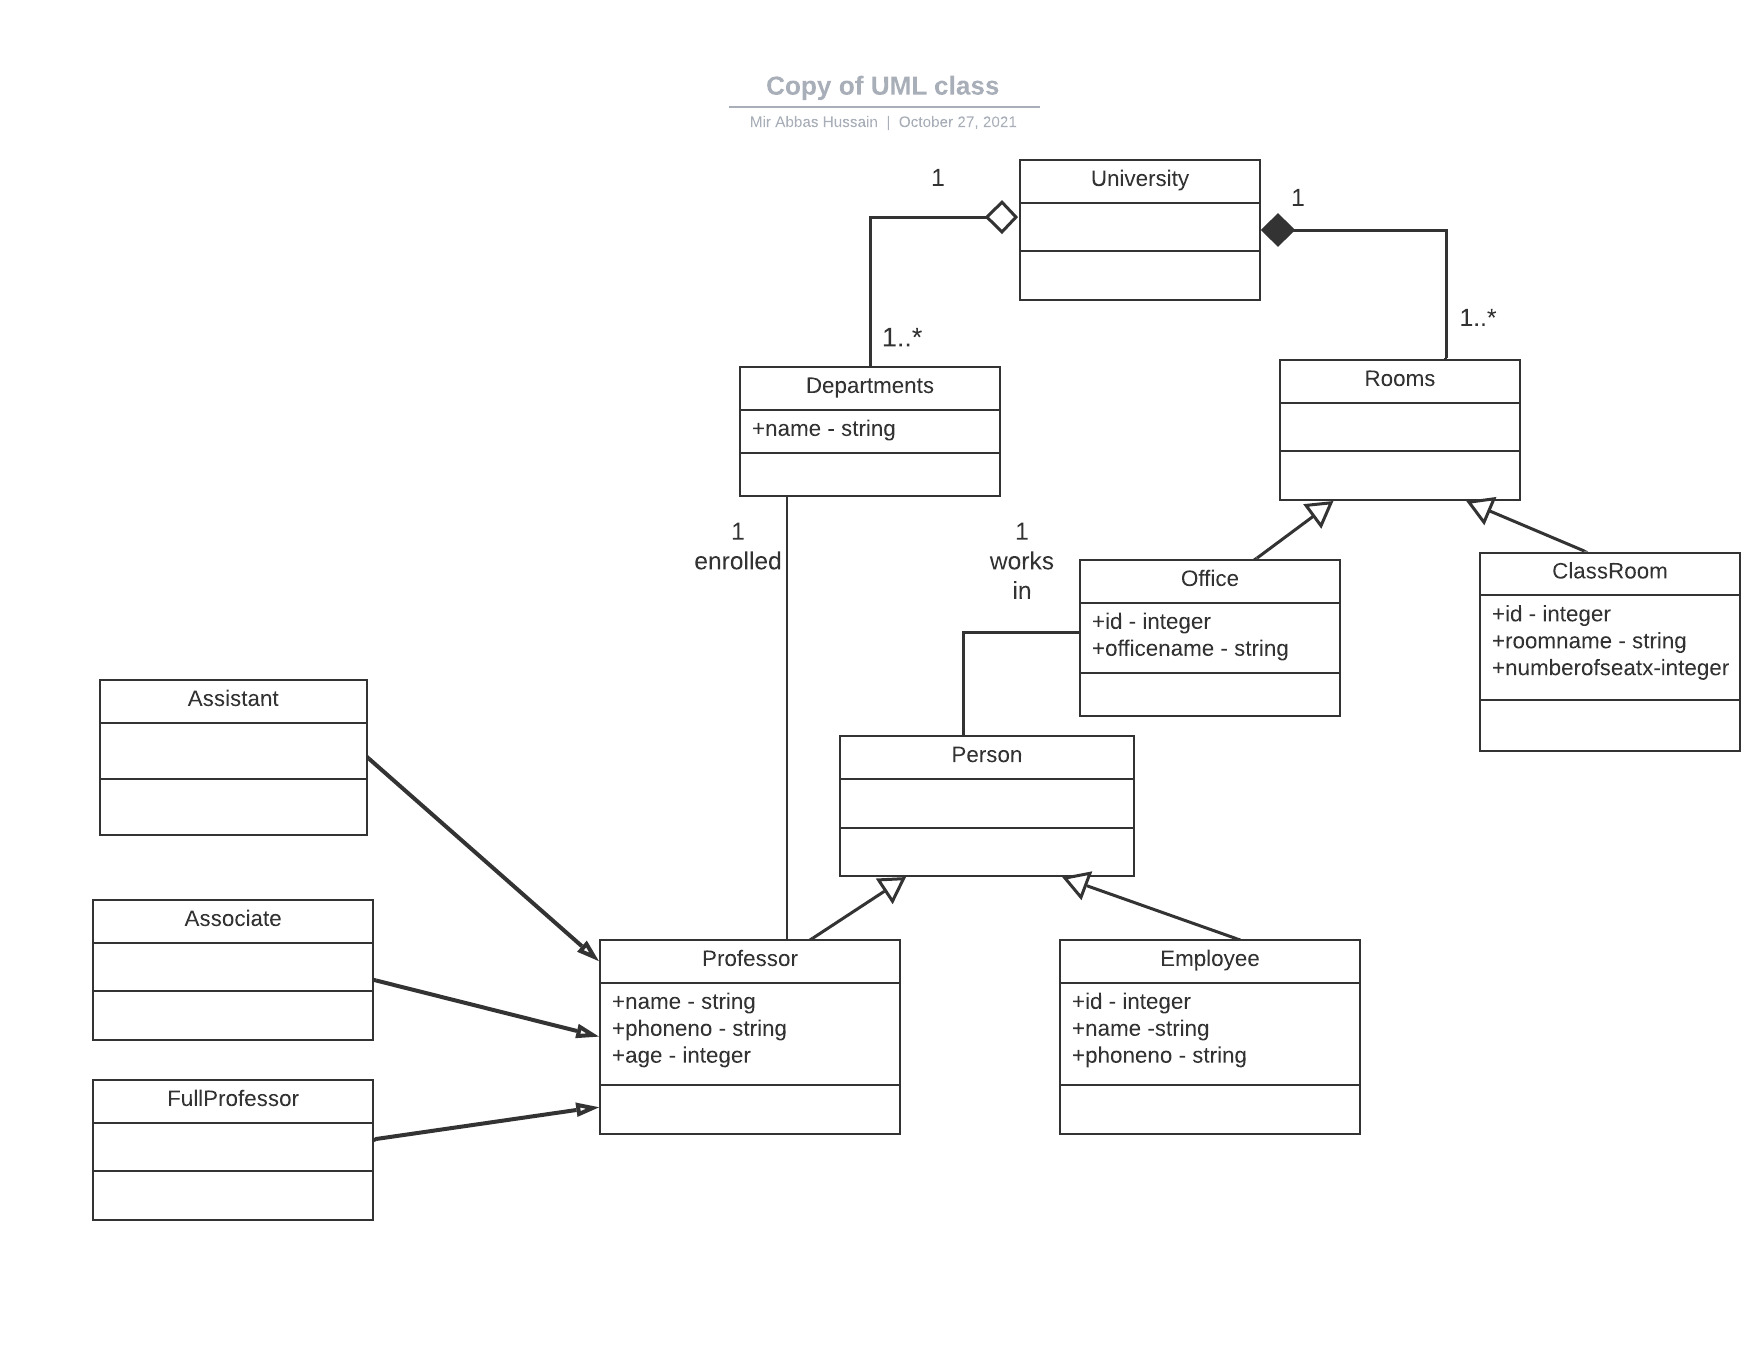 Copy of UML class
Mir Abbas Hussain | October 27, 2021
1
University
1
1..*
1..*
Departments
+name - string
Rooms
1
enrolled
1
works
in
Office
+id - integer
+officename - string
ClassRoom
+id - integer
+roomname - string
+numberofseatx-integer
Assistant
Person
Associate
Professor
+name - string
+phoneno - string
+age - integer
Employee
+id - integer
+name -string
+phoneno - string
FullProfessor